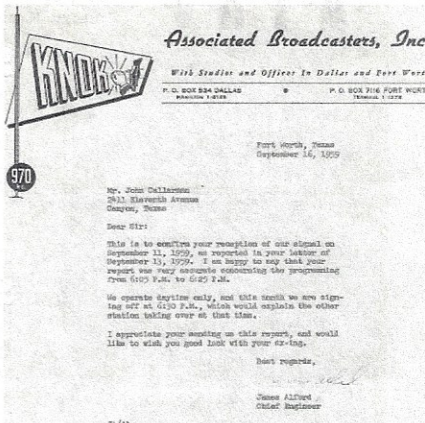 KNOK
Associated Broadcasters, Inc
With Studios and Offices In Dallas and Fort Wort
P. O. BOX 534 DALLAS
P. O. BOX 7116 FORT WORT
970
Fort Worth, Texas
September 16, 1959
Mr. John Callarman
2411 Eleventh Avenue
Canyon, Texas
Dear Sir:
This is to confirm your reception of our signal on
September 11, 1959, as reported in your letter of
September 13, 1959. I am happy to say that your
report was very accurate concerning the programming
from 6:05 P.M. to 6:25 P.M.
We operate daytime only, and this month we are sign-
ing off at 6:30 P.M., which would explain the other
station taking over at that time.
I appreciate your sending us this report, and would
like to wish you good luck with your dx-ing.
Best regards,
James Alford
Chief Engineer